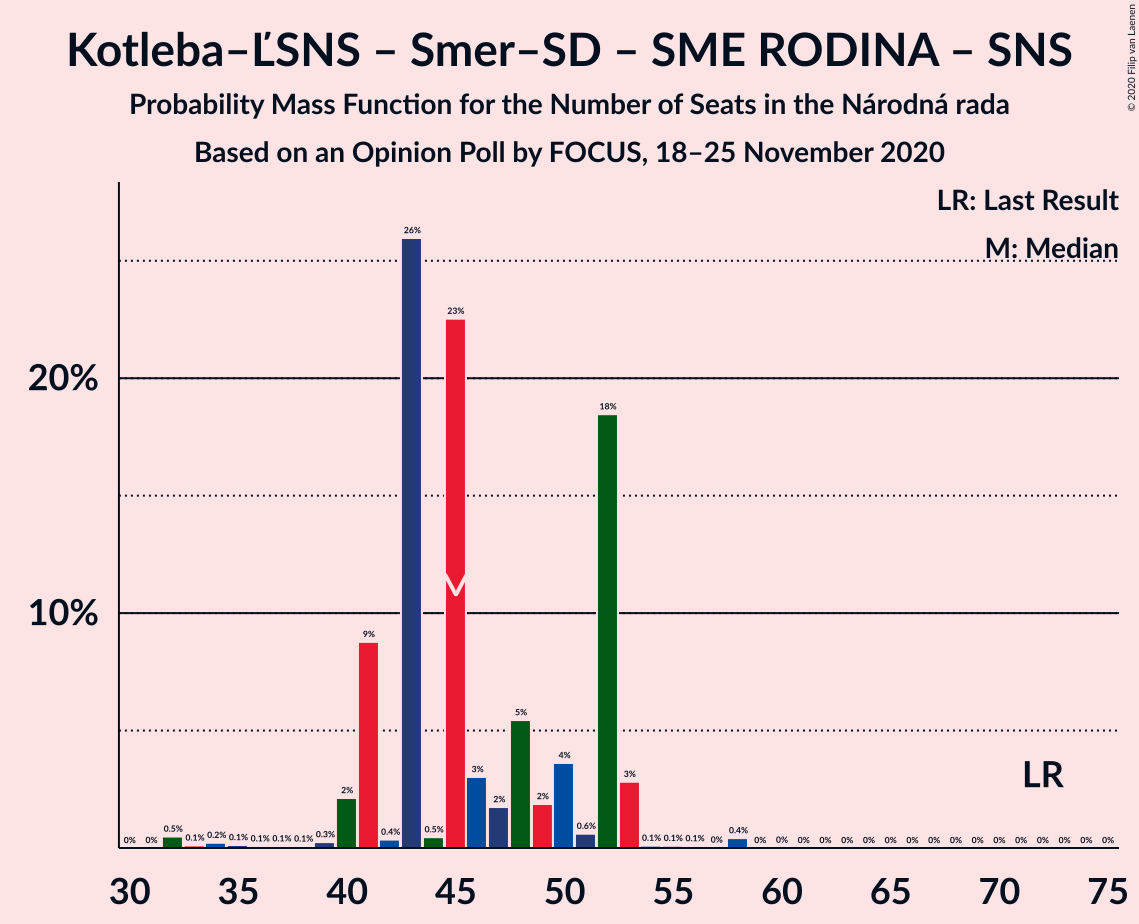 Kotleba–ĽSNS – Smer–SD – SME RODINA – SNS
Probability Mass Function for the Number of Seats in the Národná rada
Based on an Opinion Poll by FOCUS, 18–25 November 2020
© 2020 Filip van Laenen
LR: Last Result
M: Median
20%
10%
0% 0% 0.5% 0.1% 0.2% 0.1% 0.1% 0.1% 0.1% 0.3% 2% 9% 0.4% 26% 0.5% 23% 3% 2% 5% 2% 4% 0.6% 18% 3% 0.1% 0.1% 0.1% 0% 0.4% 0% 0% 0% 0% 0% 0% 0% 0% 0% 0% 0% 0% 0% 0% 0% 0% 0%
M
LR
30 35 40 45 50 55 60 65 70 75